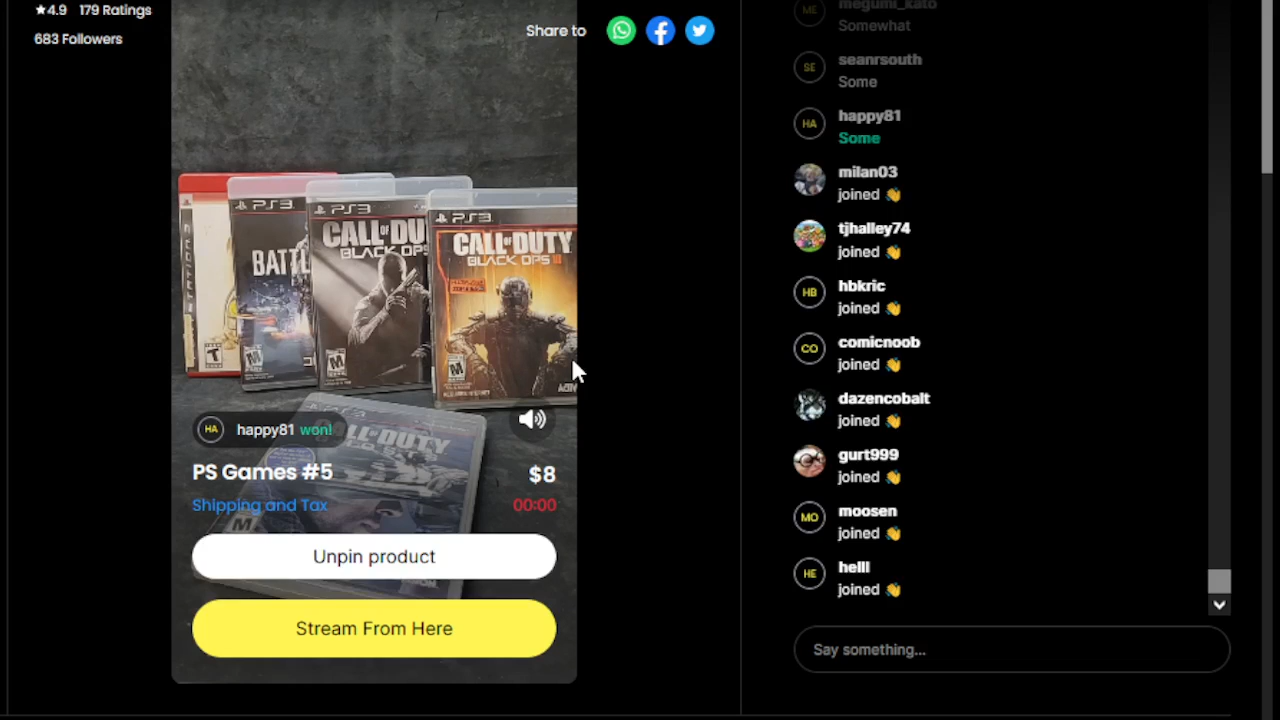 ★4.9 179 Ratings
683 Followers
Share to
PS3
BATTL
PS3
CALL OF DU
BLACK OPS
PS3
CALL OF DUTY
BLACK OPS III
T
M
M
M
HA happy81 won!
PS Games #5
$8
Shipping and Tax
00:00
M
Unpin product
Stream From Here
ME megumi_kato
Somewhat
SE seanrsouth
Some
HA happy81
Some
milan03
joined 👏
tjhalley74
joined 👏
HB hbkric
joined 👏
CO comicnoob
joined 👏
dazencobalt
joined 👏
gurt999
joined 👏
MO moosen
joined 👏
HE helll
joined 👏
Say something...